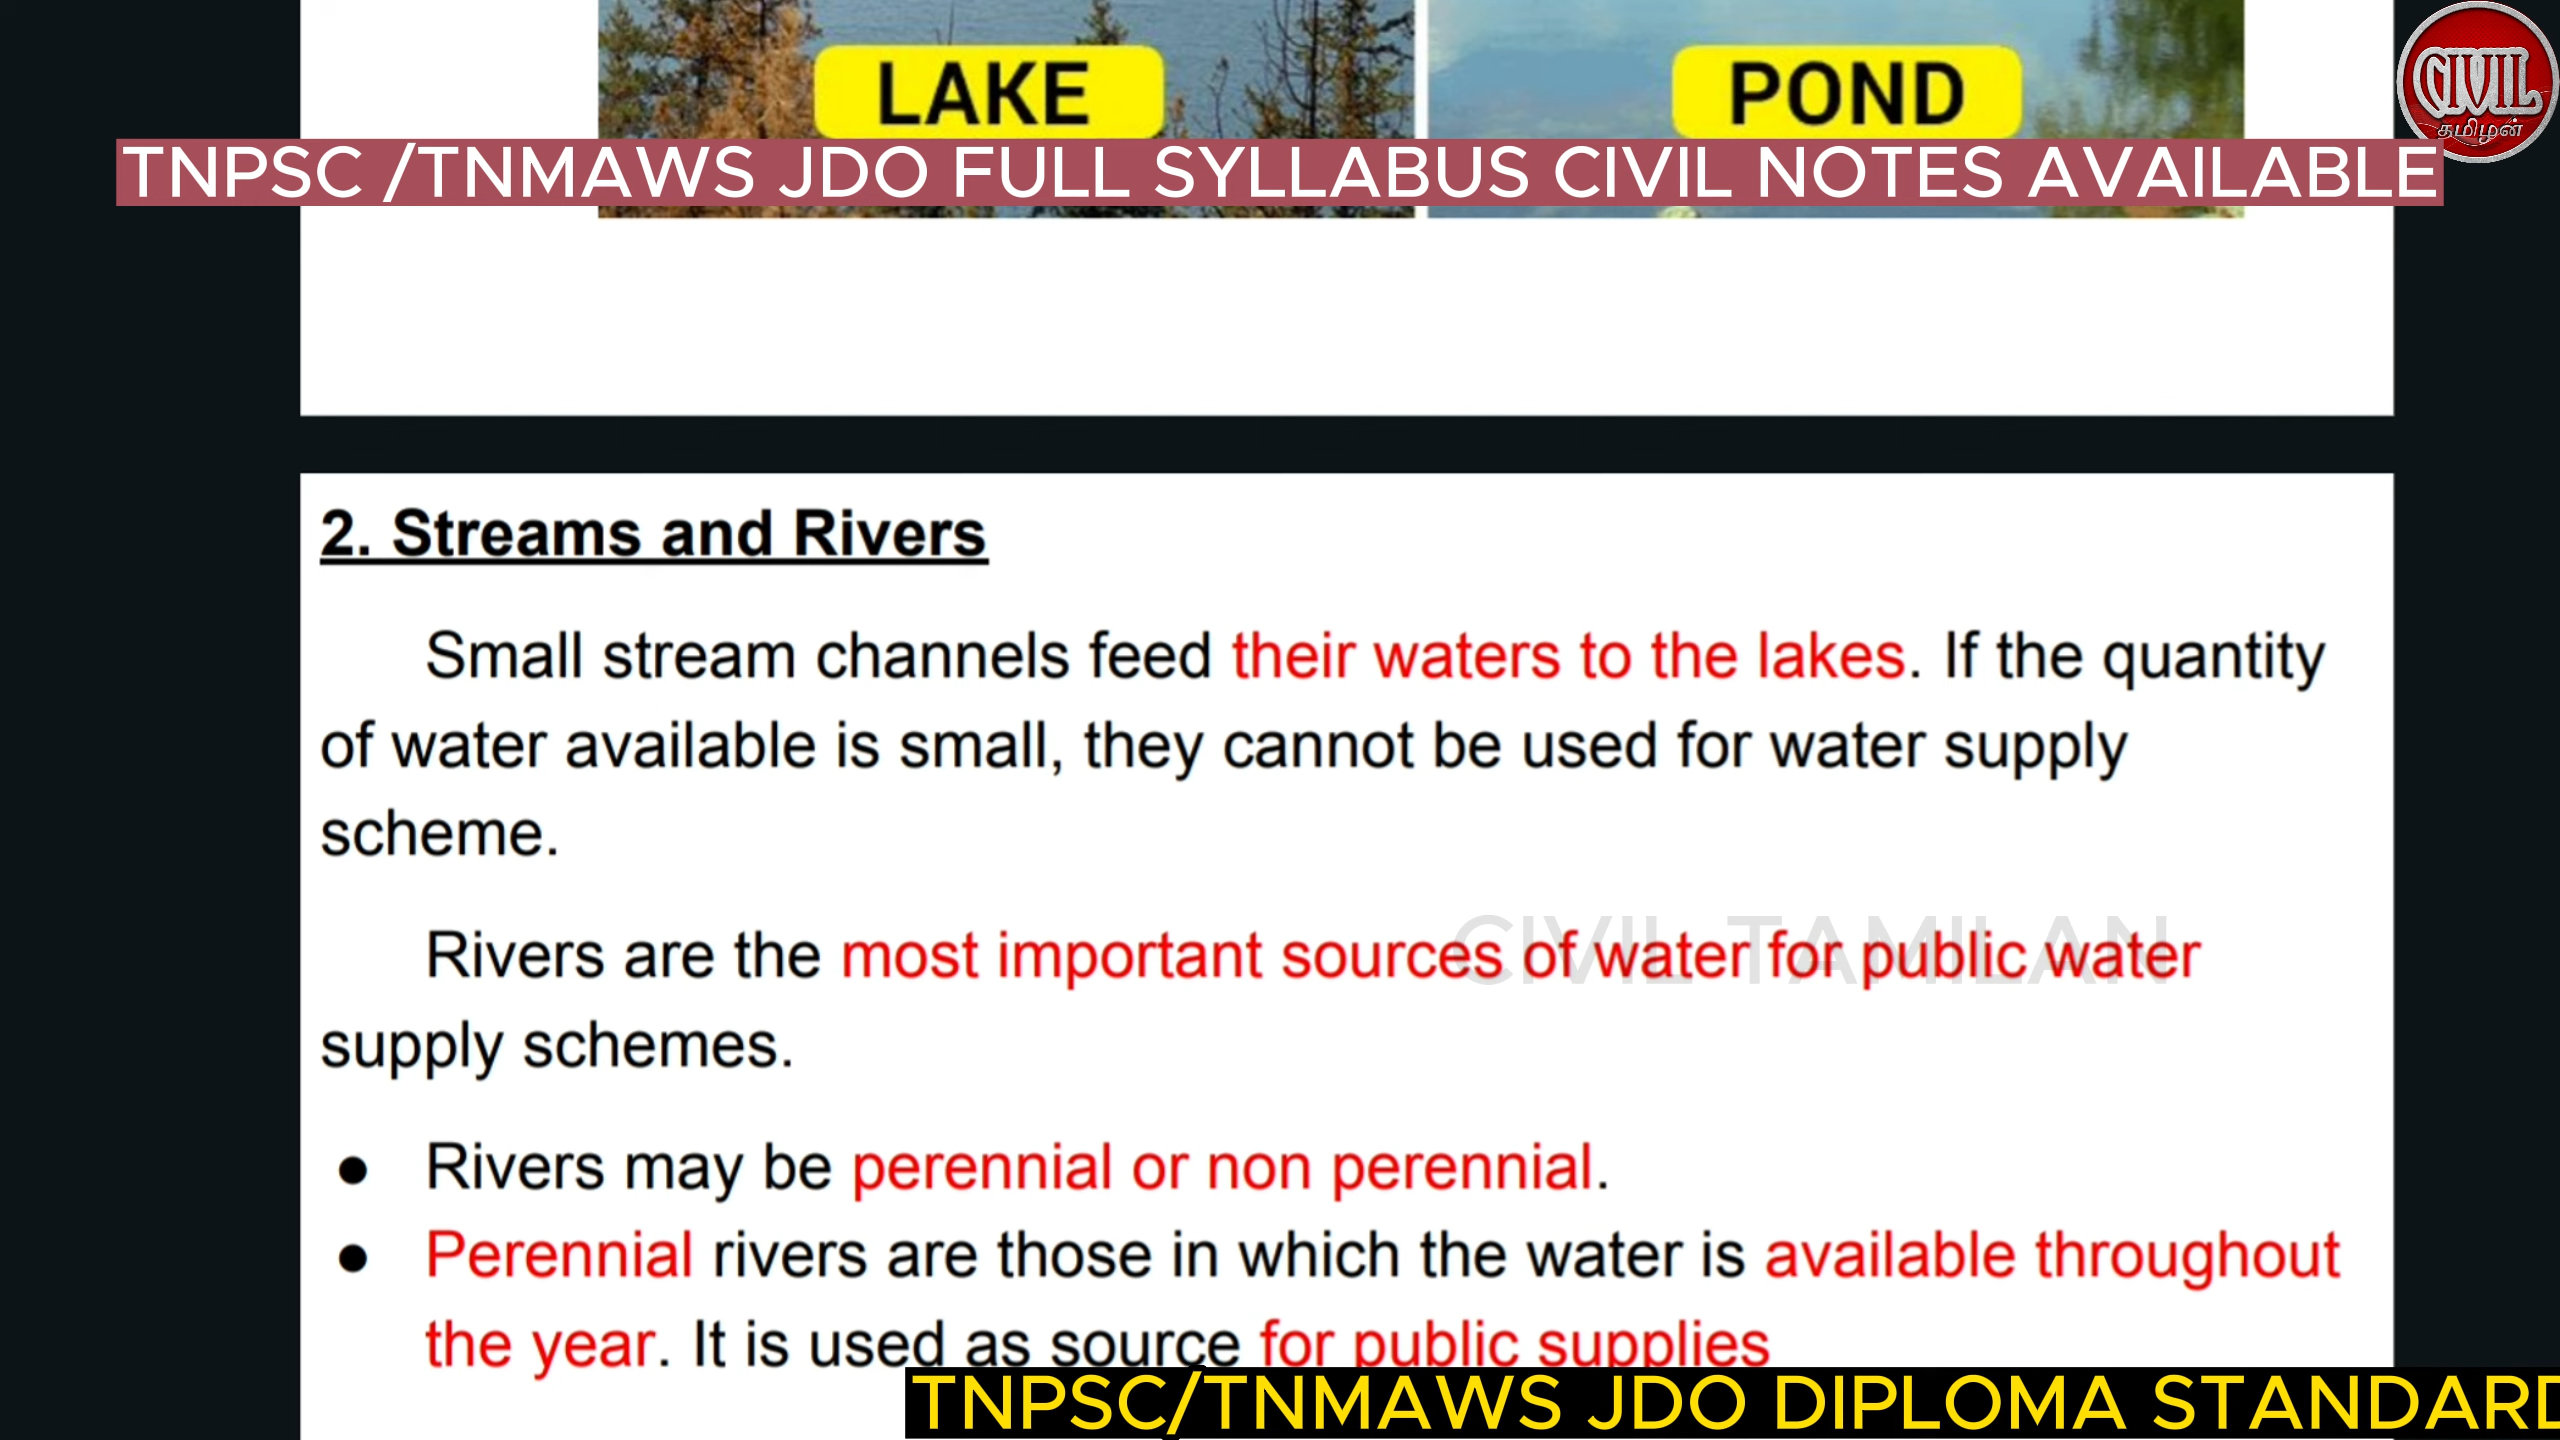 LAKE
POND
CIVIL
தமிழன்
TNPSC /TNMAWS JDO FULL SYLLABUS CIVIL NOTES AVAILABLE
2. Streams and Rivers
Small stream channels feed their waters to the lakes. If the quantity
of water available is small, they cannot be used for water supply
scheme.
CIVIL TAMILAN
Rivers are the most important sources of water for public water
supply schemes.
● Rivers may be perennial or non perennial.
● Perennial rivers are those in which the water is available throughout
the year. It is used as source for public supplies
TNPSC/TNMAWS JDO DIPLOMA STANDARD